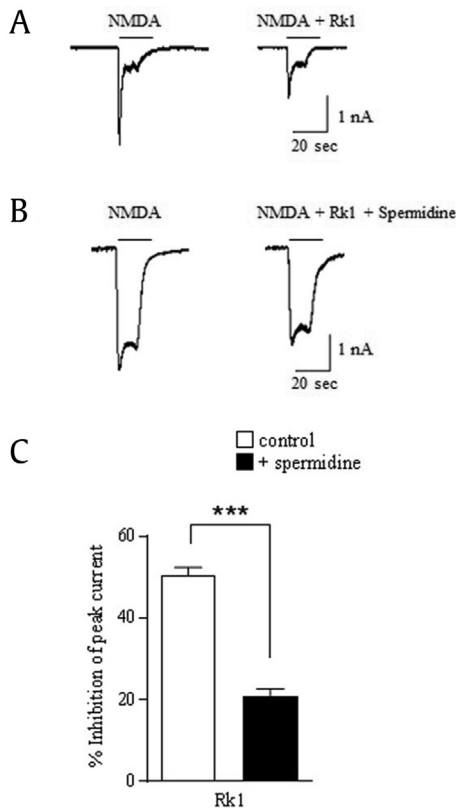 A
NMDA
NMDA + Rk1
1 nA
20 sec
B
NMDA
NMDA + Rk1 + Spermidine
1 nA
20 sec
C
control
+ spermidine
***
% Inhibition of peak current
60
40
20
0
Rk1